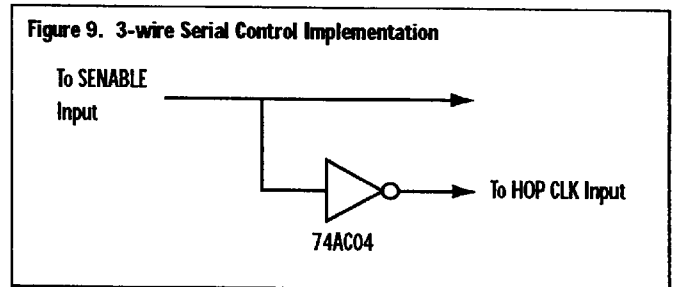 Figure 9. 3-wire Serial Control Implementation
To SENABLE
Input
To HOP CLK Input
74AC04